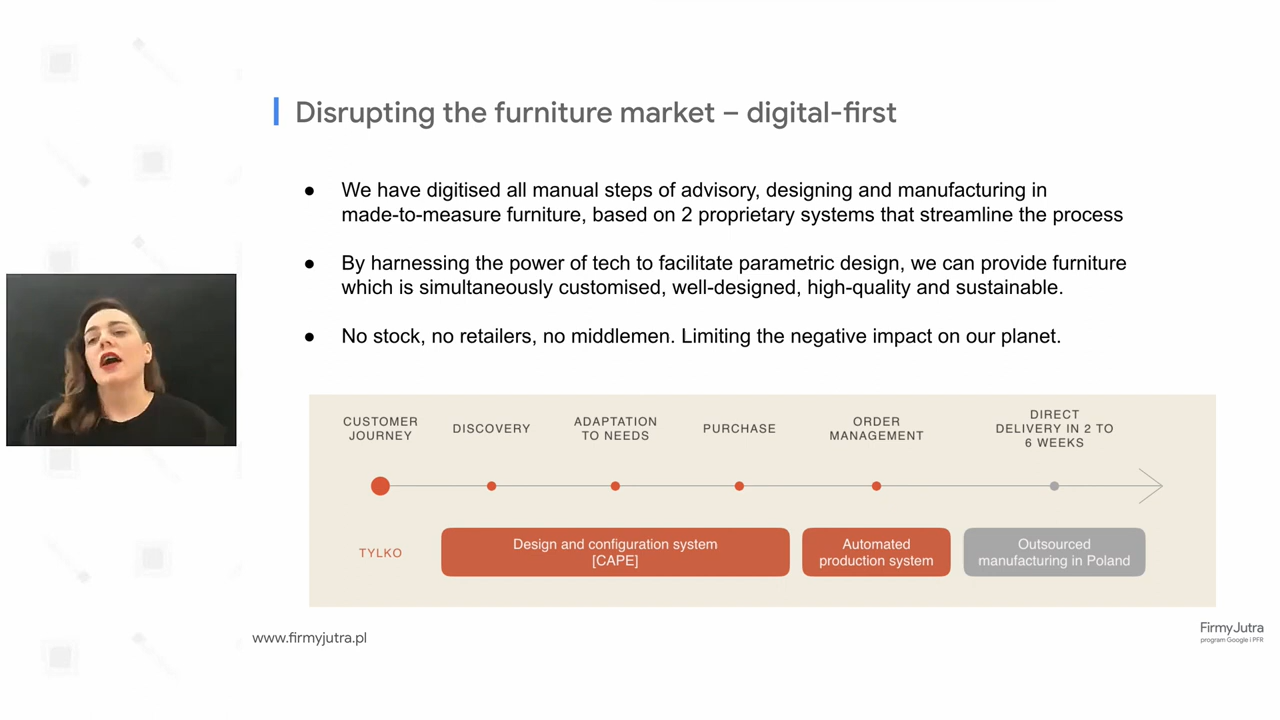 Disrupting the furniture market – digital-first
● We have digitised all manual steps of advisory, designing and manufacturing in
made-to-measure furniture, based on 2 proprietary systems that streamline the process
● By harnessing the power of tech to facilitate parametric design, we can provide furniture
which is simultaneously customised, well-designed, high-quality and sustainable.
● No stock, no retailers, no middlemen. Limiting the negative impact on our planet.
CUSTOMER
JOURNEY
DISCOVERY
ADAPTATION
TO NEEDS
PURCHASE
ORDER
MANAGEMENT
DIRECT
DELIVERY IN 2 TO
6 WEEKS
TYLKO
Design and configuration system
[CAPE]
Automated
production system
Outsourced
manufacturing in Poland
www.firmyjutra.pl
FirmyJutra
program Google i PFR